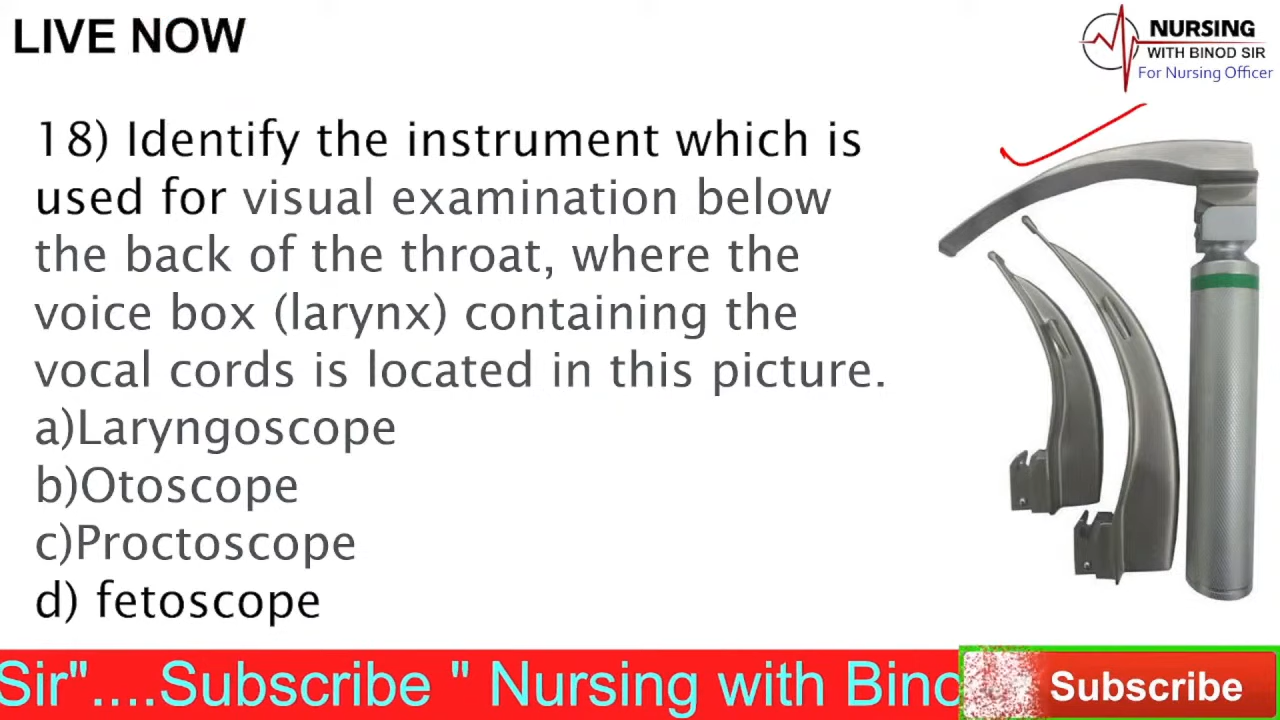 LIVE NOW
NURSING
WITH BINOD SIR
For Nursing Officer
18) Identify the instrument which is
used for visual examination below
the back of the throat, where the
voice box (larynx) containing the
vocal cords is located in this picture.
a)Laryngoscope
b)Otoscope
c)Proctoscope
d) fetoscope
Sir"....Subscribe " Nursing with Bino
Subscribe